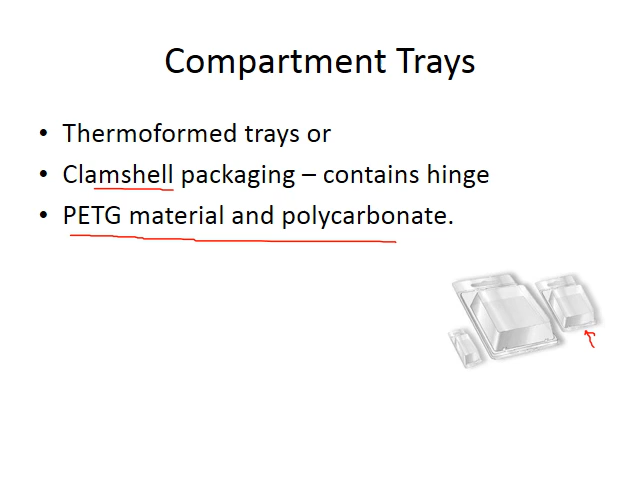 Compartment Trays
• Thermoformed trays or
• Clamshell packaging – contains hinge
• PETG material and polycarbonate.